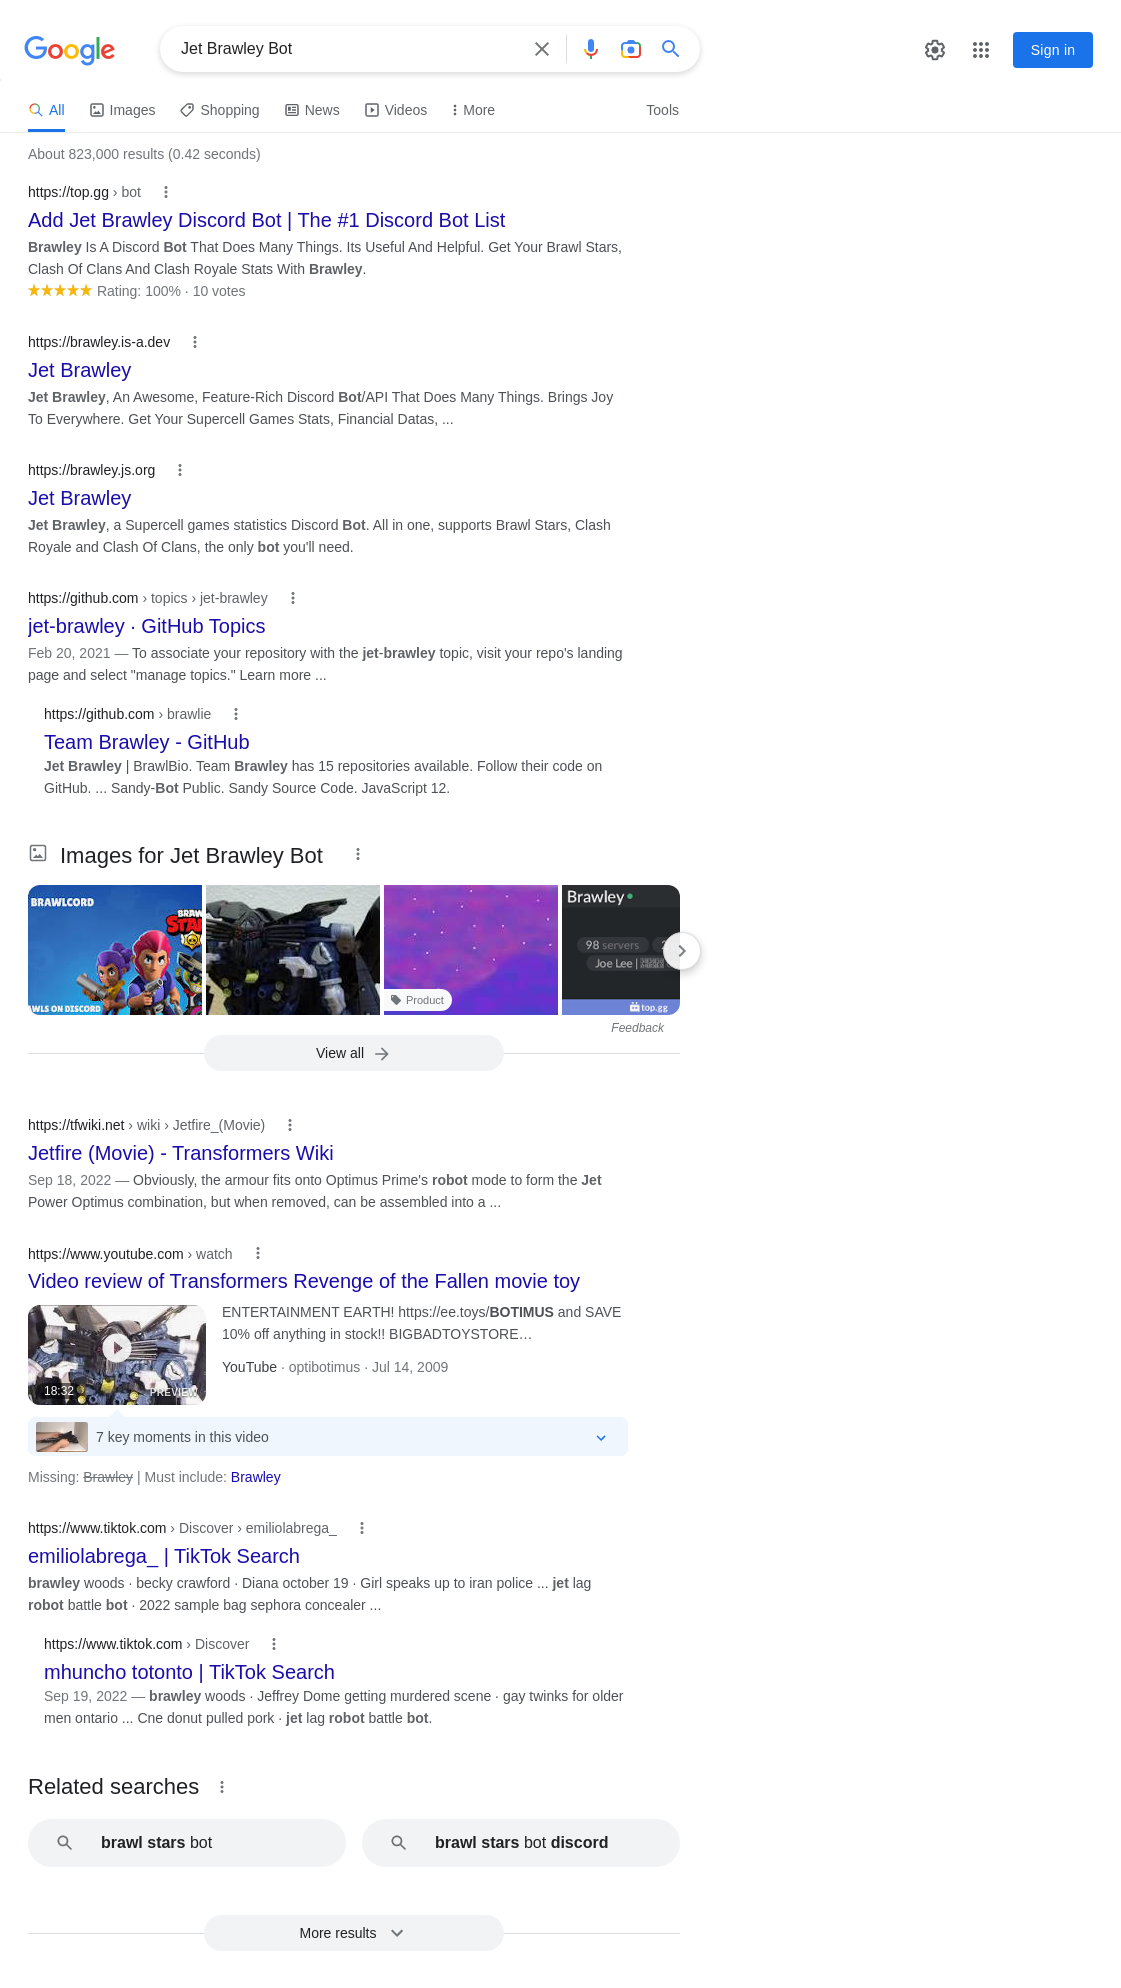 Google
Jet Brawley Bot
Sign in
All
Images
Shopping
News
Videos
More
Tools
About 823,000 results (0.42 seconds)
https://top.gg › bot
Add Jet Brawley Discord Bot | The #1 Discord Bot List
Brawley Is A Discord Bot That Does Many Things. Its Useful And Helpful. Get Your Brawl Stars,
Clash Of Clans And Clash Royale Stats With Brawley.
Rating: 100% · 10 votes
https://brawley.is-a.dev
Jet Brawley
Jet Brawley, An Awesome, Feature-Rich Discord Bot/API That Does Many Things. Brings Joy
To Everywhere. Get Your Supercell Games Stats, Financial Datas, ...
https://brawley.js.org
Jet Brawley
Jet Brawley, a Supercell games statistics Discord Bot. All in one, supports Brawl Stars, Clash
Royale and Clash Of Clans, the only bot you'll need.
https://github.com › topics › jet-brawley
jet-brawley · GitHub Topics
Feb 20, 2021 — To associate your repository with the jet-brawley topic, visit your repo's landing
page and select "manage topics." Learn more ...
https://github.com › brawlie
Team Brawley - GitHub
Jet Brawley | BrawlBio. Team Brawley has 15 repositories available. Follow their code on
GitHub. ... Sandy-Bot Public. Sandy Source Code. JavaScript 12.
Images for Jet Brawley Bot
BRAWLCORD
BRAW
STA
AWLS ON DISCORD
Product
Brawley
98 servers
Joe Lee |
top.gg
Feedback
View all
https://tfwiki.net › wiki › Jetfire_(Movie)
Jetfire (Movie) - Transformers Wiki
Sep 18, 2022 — Obviously, the armour fits onto Optimus Prime's robot mode to form the Jet
Power Optimus combination, but when removed, can be assembled into a ...
https://www.youtube.com › watch
Video review of Transformers Revenge of the Fallen movie toy
ENTERTAINMENT EARTH! https://ee.toys/BOTIMUS and SAVE
10% off anything in stock!! BIGBADTOYSTORE…
YouTube · optibotimus · Jul 14, 2009
18:32
PREVIEW
7 key moments in this video
Missing: Brawley | Must include: Brawley
https://www.tiktok.com › Discover › emiliolabrega_
emiliolabrega_ | TikTok Search
brawley woods · becky crawford · Diana october 19 · Girl speaks up to iran police ... jet lag
robot battle bot · 2022 sample bag sephora concealer ...
https://www.tiktok.com › Discover
mhuncho totonto | TikTok Search
Sep 19, 2022 — brawley woods · Jeffrey Dome getting murdered scene · gay twinks for older
men ontario ... Cne donut pulled pork · jet lag robot battle bot.
Related searches
brawl stars bot
brawl stars bot discord
More results